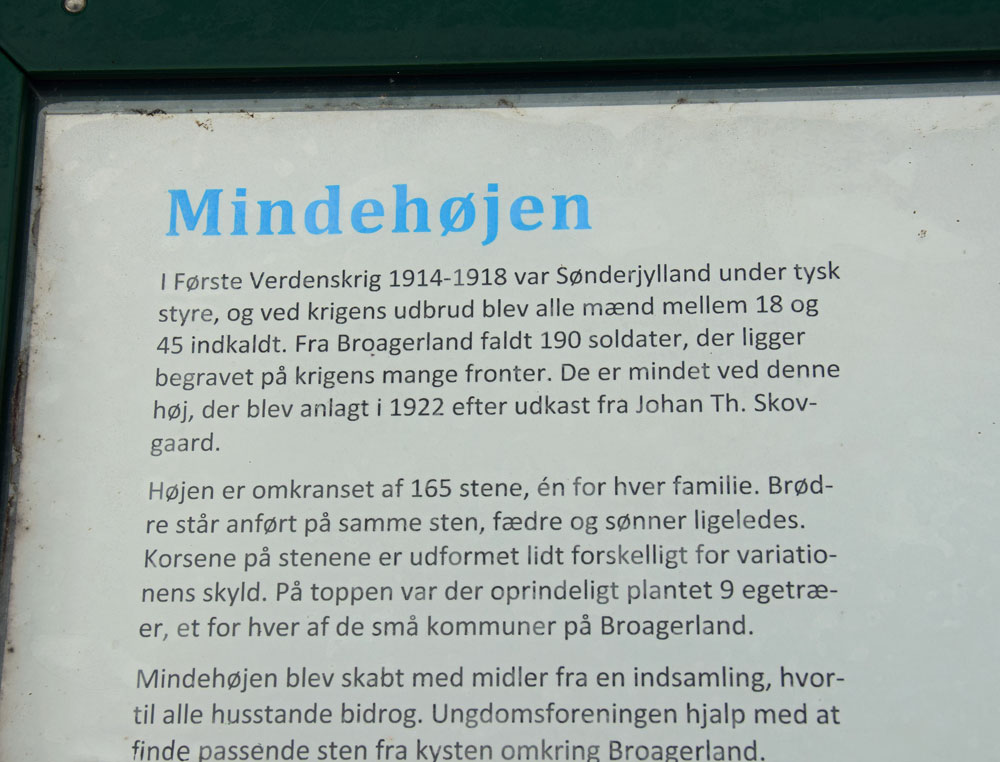 Mindehøjen
I Første Verdenskrig 1914-1918 var Sønderjylland under tysk
styre, og ved krigens udbrud blev alle mænd mellem 18 og
45 indkaldt. Fra Broagerland faldt 190 soldater, der ligger
begravet på krigens mange fronter. De er mindet ved denne
høj, der blev anlagt i 1922 efter udkast fra Johan Th. Skov-
gaard.
Højen er omkranset af 165 stene, én for hver familie. Brød-
re står anført på samme sten, fædre og sønner ligeledes.
Korsene på stenene er udformet lidt forskelligt for variatio-
nens skyld. På toppen var der oprindeligt plantet 9 egetræ-
er, et for hver af de små kommuner på Broagerland.
Mindehøjen blev skabt med midler fra en indsamling, hvor-
til alle husstande bidrog. Ungdomsforeningen hjalp med at
finde passende sten fra kysten omkring Broagerland.